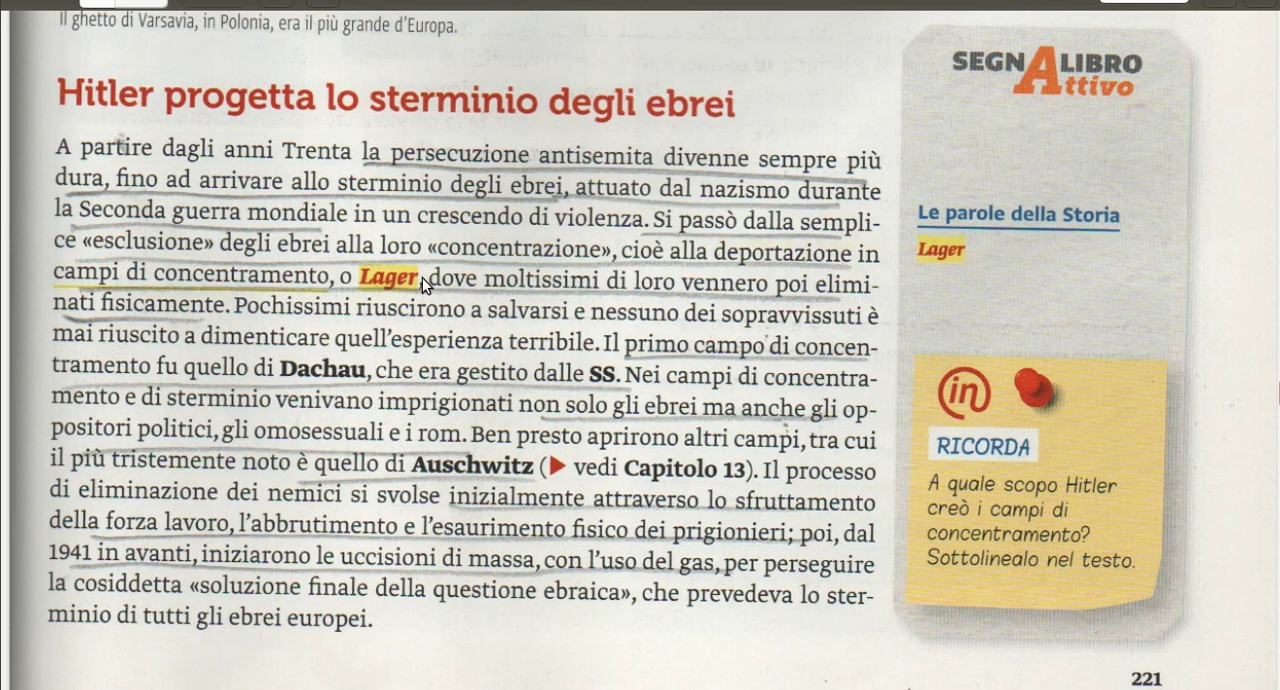 Il ghetto di Varsavia, in Polonia, era il più grande d'Europa.
Hitler progetta lo sterminio degli ebrei
A partire dagli anni Trenta la persecuzione antisemita divenne sempre più
dura, fino ad arrivare allo sterminio degli ebrei, attuato dal nazismo durante
la Seconda guerra mondiale in un crescendo di violenza. Si passò dalla sempli-
ce «esclusione» degli ebrei alla loro «concentrazione», cioè alla deportazione in
campi di concentramento, o Lager, dove moltissimi di loro vennero poi elimi-
nati fisicamente. Pochissimi riuscirono a salvarsi e nessuno dei sopravvissuti è
mai riuscito a dimenticare quell'esperienza terribile. Il primo campo di concen-
tramento fu quello di Dachau, che era gestito dalle SS. Nei campi di concentra-
mento e di sterminio venivano imprigionati non solo gli ebrei ma anche gli op-
positori politici, gli omosessuali e i rom. Ben presto aprirono altri campi, tra cui
il più tristemente noto è quello di Auschwitz (▶ vedi Capitolo 13). Il processo
di eliminazione dei nemici si svolse inizialmente attraverso lo sfruttamento
della forza lavoro, l'abbrutimento e l'esaurimento fisico dei prigionieri; poi, dal
1941 in avanti, iniziarono le uccisioni di massa, con l'uso del gas, per perseguire
la cosiddetta «soluzione finale della questione ebraica», che prevedeva lo ster-
minio di tutti gli ebrei europei.
SEGNALIBRO
Attivo
Le parole della Storia
Lager
in
RICORDA
A quale scopo Hitler
creò i campi di
concentramento?
Sottolinealo nel testo.
221